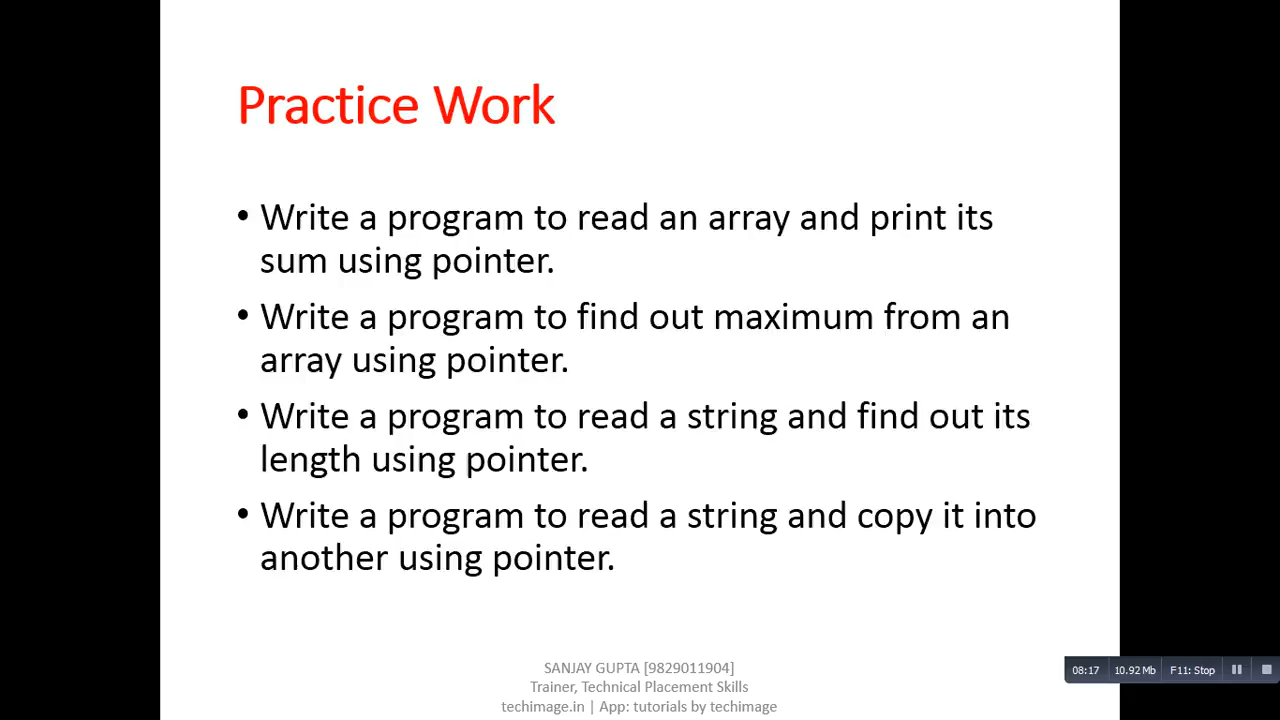 Practice Work
• Write a program to read an array and print its
sum using pointer.
• Write a program to find out maximum from an
array using pointer.
• Write a program to read a string and find out its
length using pointer.
• Write a program to read a string and copy it into
another using pointer.
SANJAY GUPTA [9829011904]
Trainer, Technical Placement Skills
techimage.in | App: tutorials by techimage
08:17 10.92 Mb F11: Stop